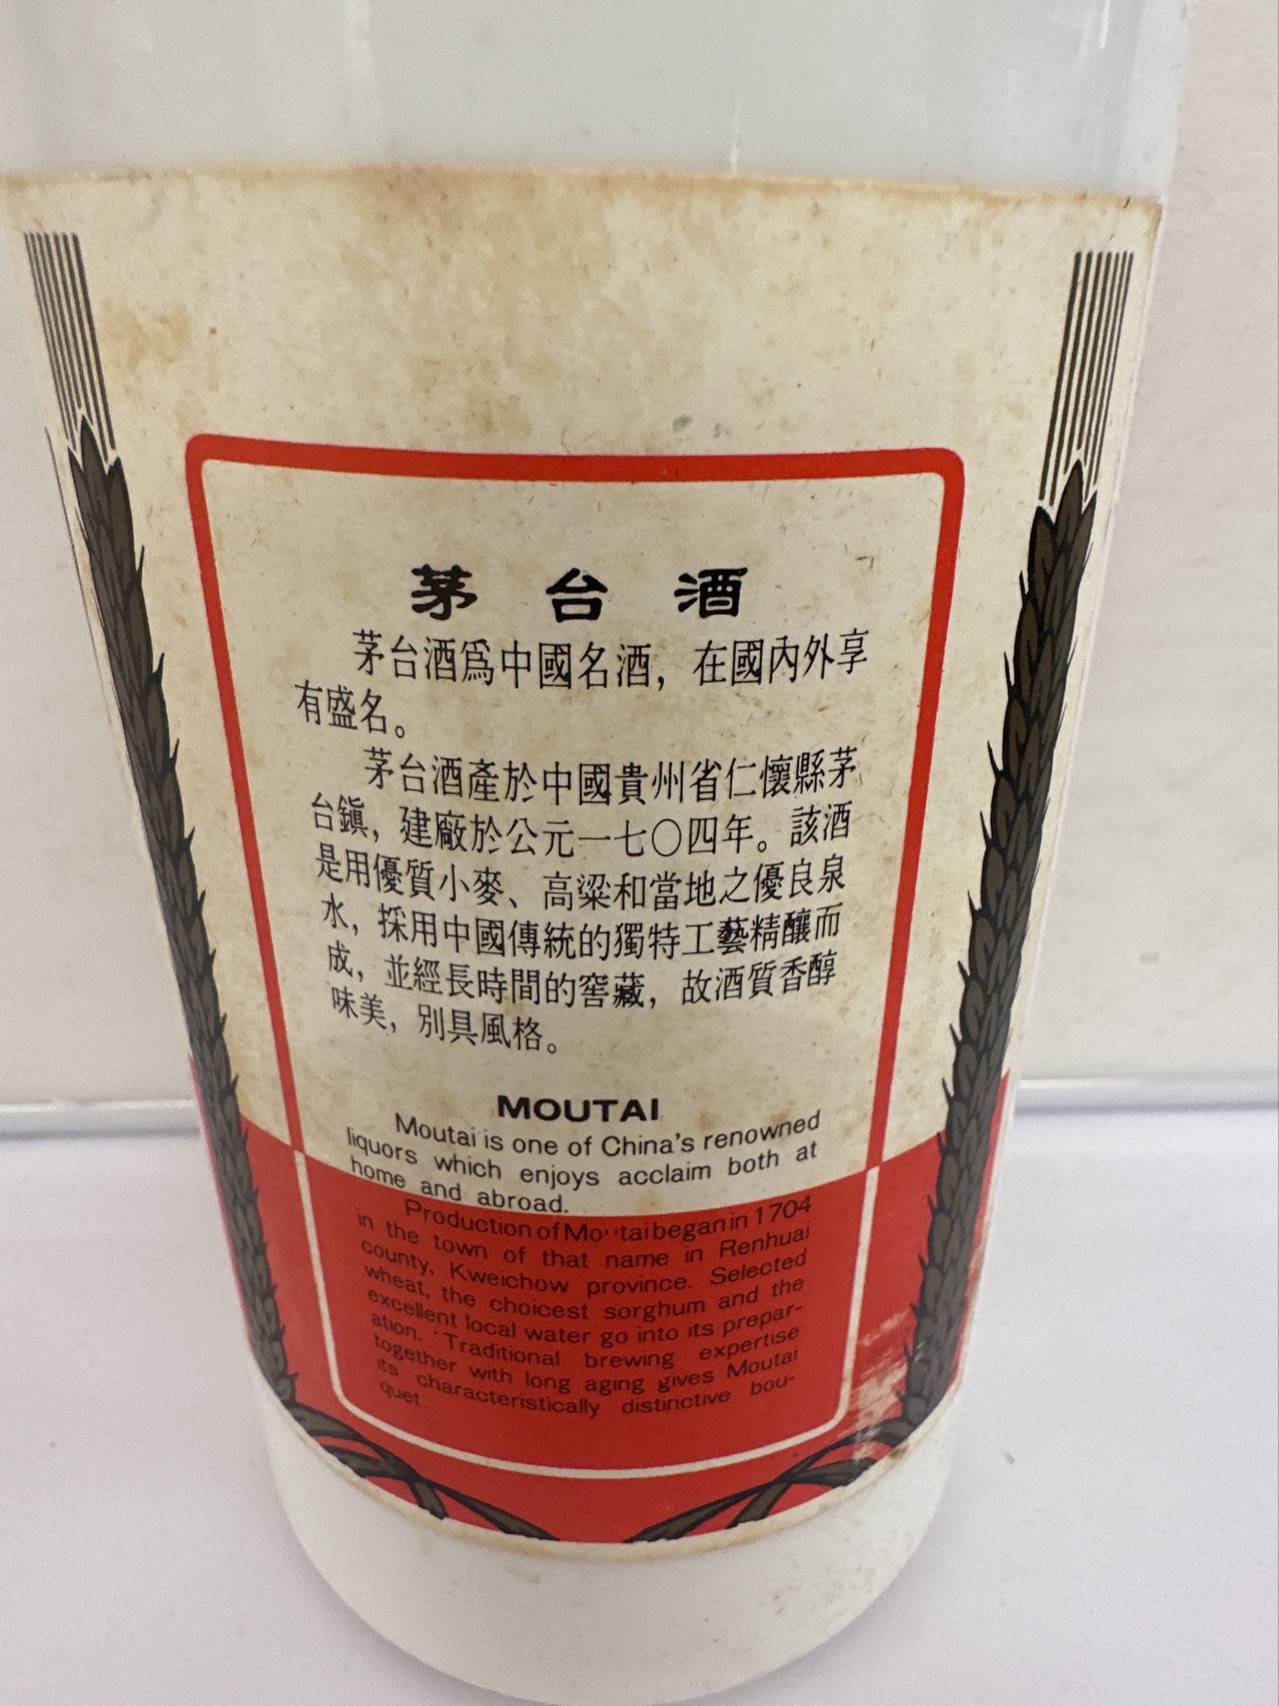 茅台酒
茅台酒爲中國名酒，在國內外享
有盛名。
茅台酒產於中國貴州省仁懷縣茅
台鎭，建廠於公元一七〇四年。該酒
是用優質小麥、高粱和當地之優良泉
水，採用中國傳統的獨特工藝精釀而
成，並經長時間的窖藏，故酒質香醇
味美，別具風格。
MOUTAI
Moutai is one of China's renowned
liquors which enjoys acclaim both at
home and abroad.
Production of Moutai began in 1704
in the town of that name in Renhuai
county, Kweichow province. Selected
wheat, the choicest sorghum and the
excellent local water go into its prepar-
ation. Traditional brewing expertise
together with long aging gives Moutai
its characteristically distinctive bou-
quet.